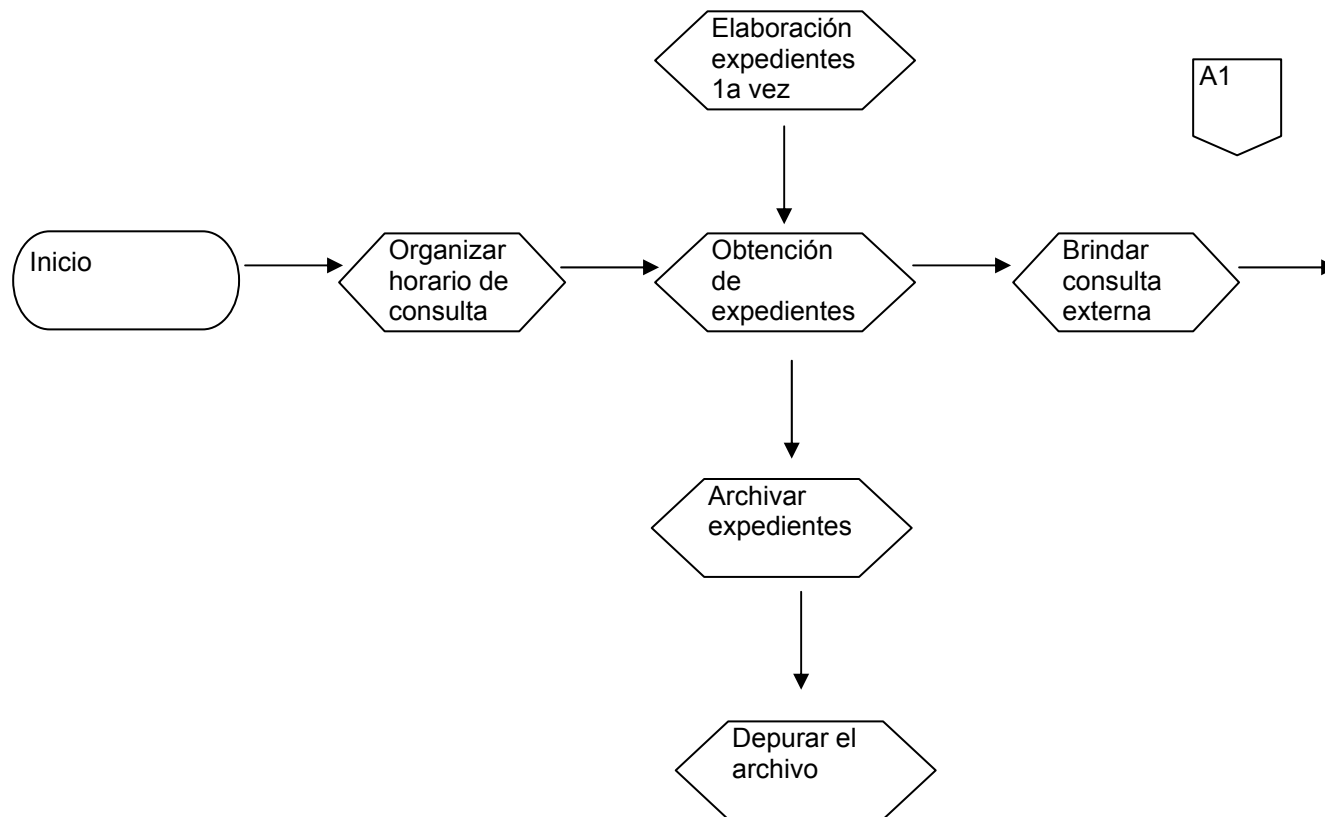 Elaboración
expedientes
1a vez
A1
Inicio
Organizar
horario de
consulta
Obtención
de
expedientes
Brindar
consulta
externa
Archivar
expedientes
Depurar el
archivo